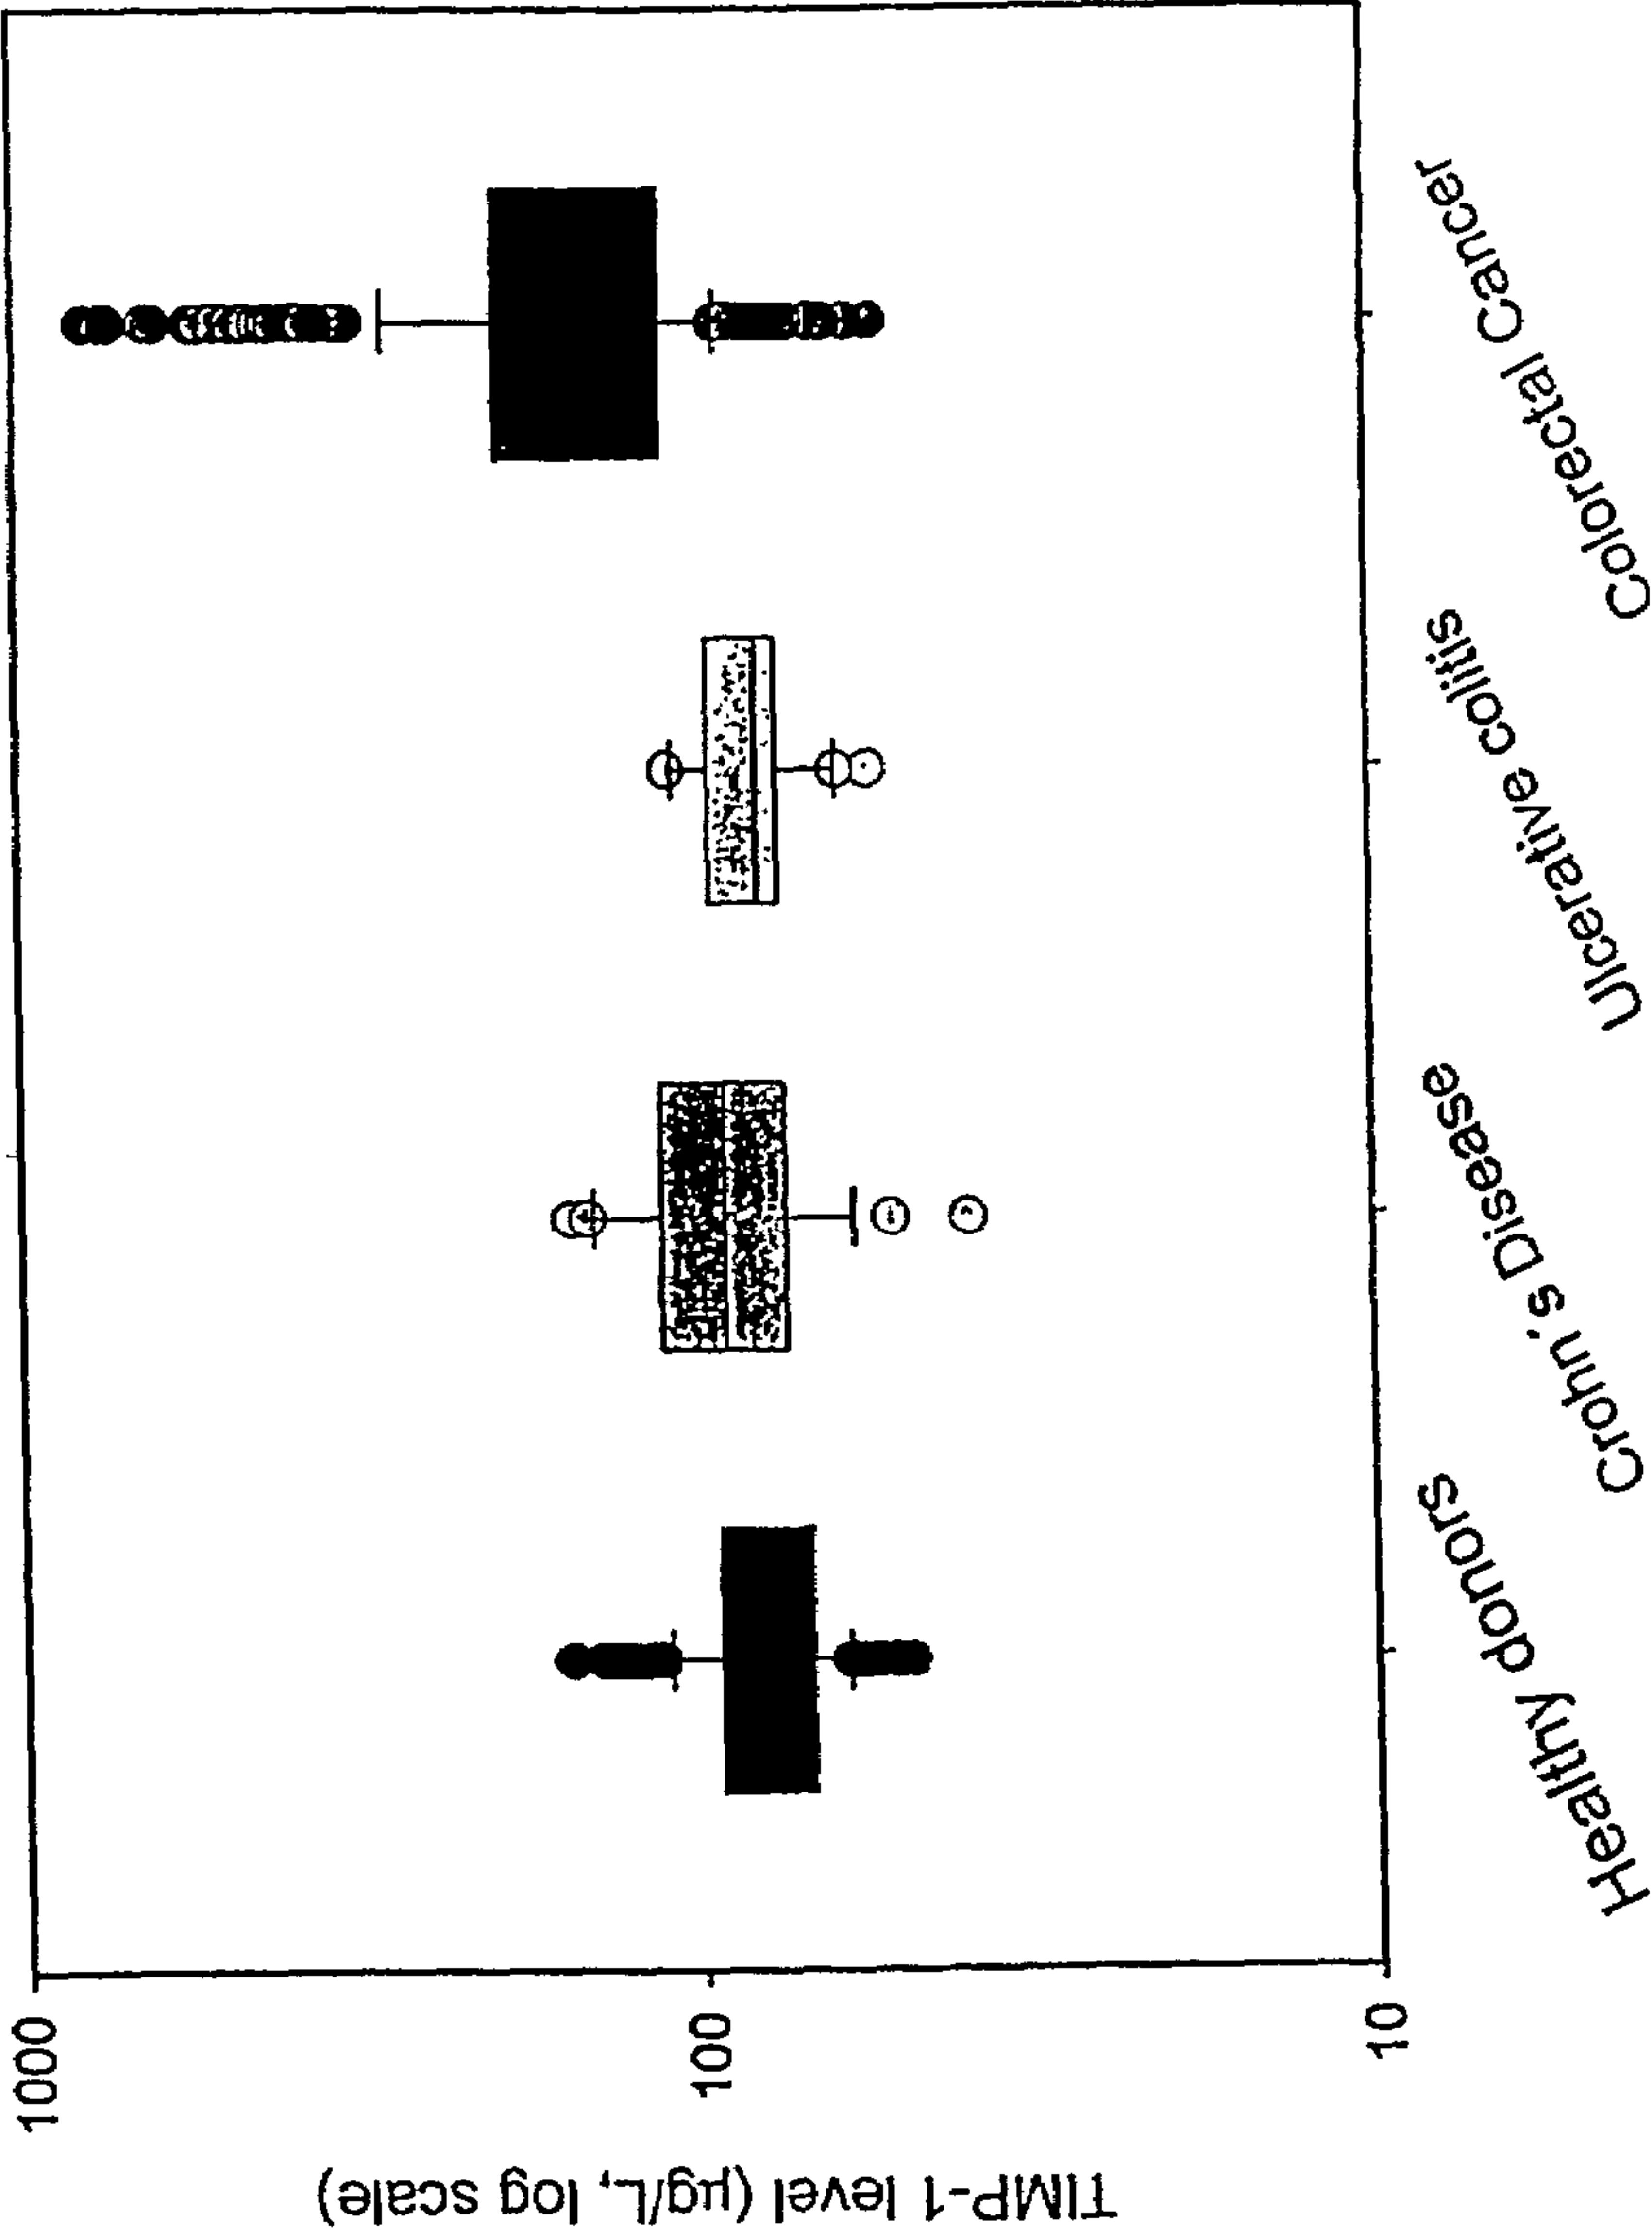 TIMP-1 level (µg/L, log scale)
1000
100
10
Healthy donors
Crohn's Disease
Ulcerative colitis
Colorectal Cancer